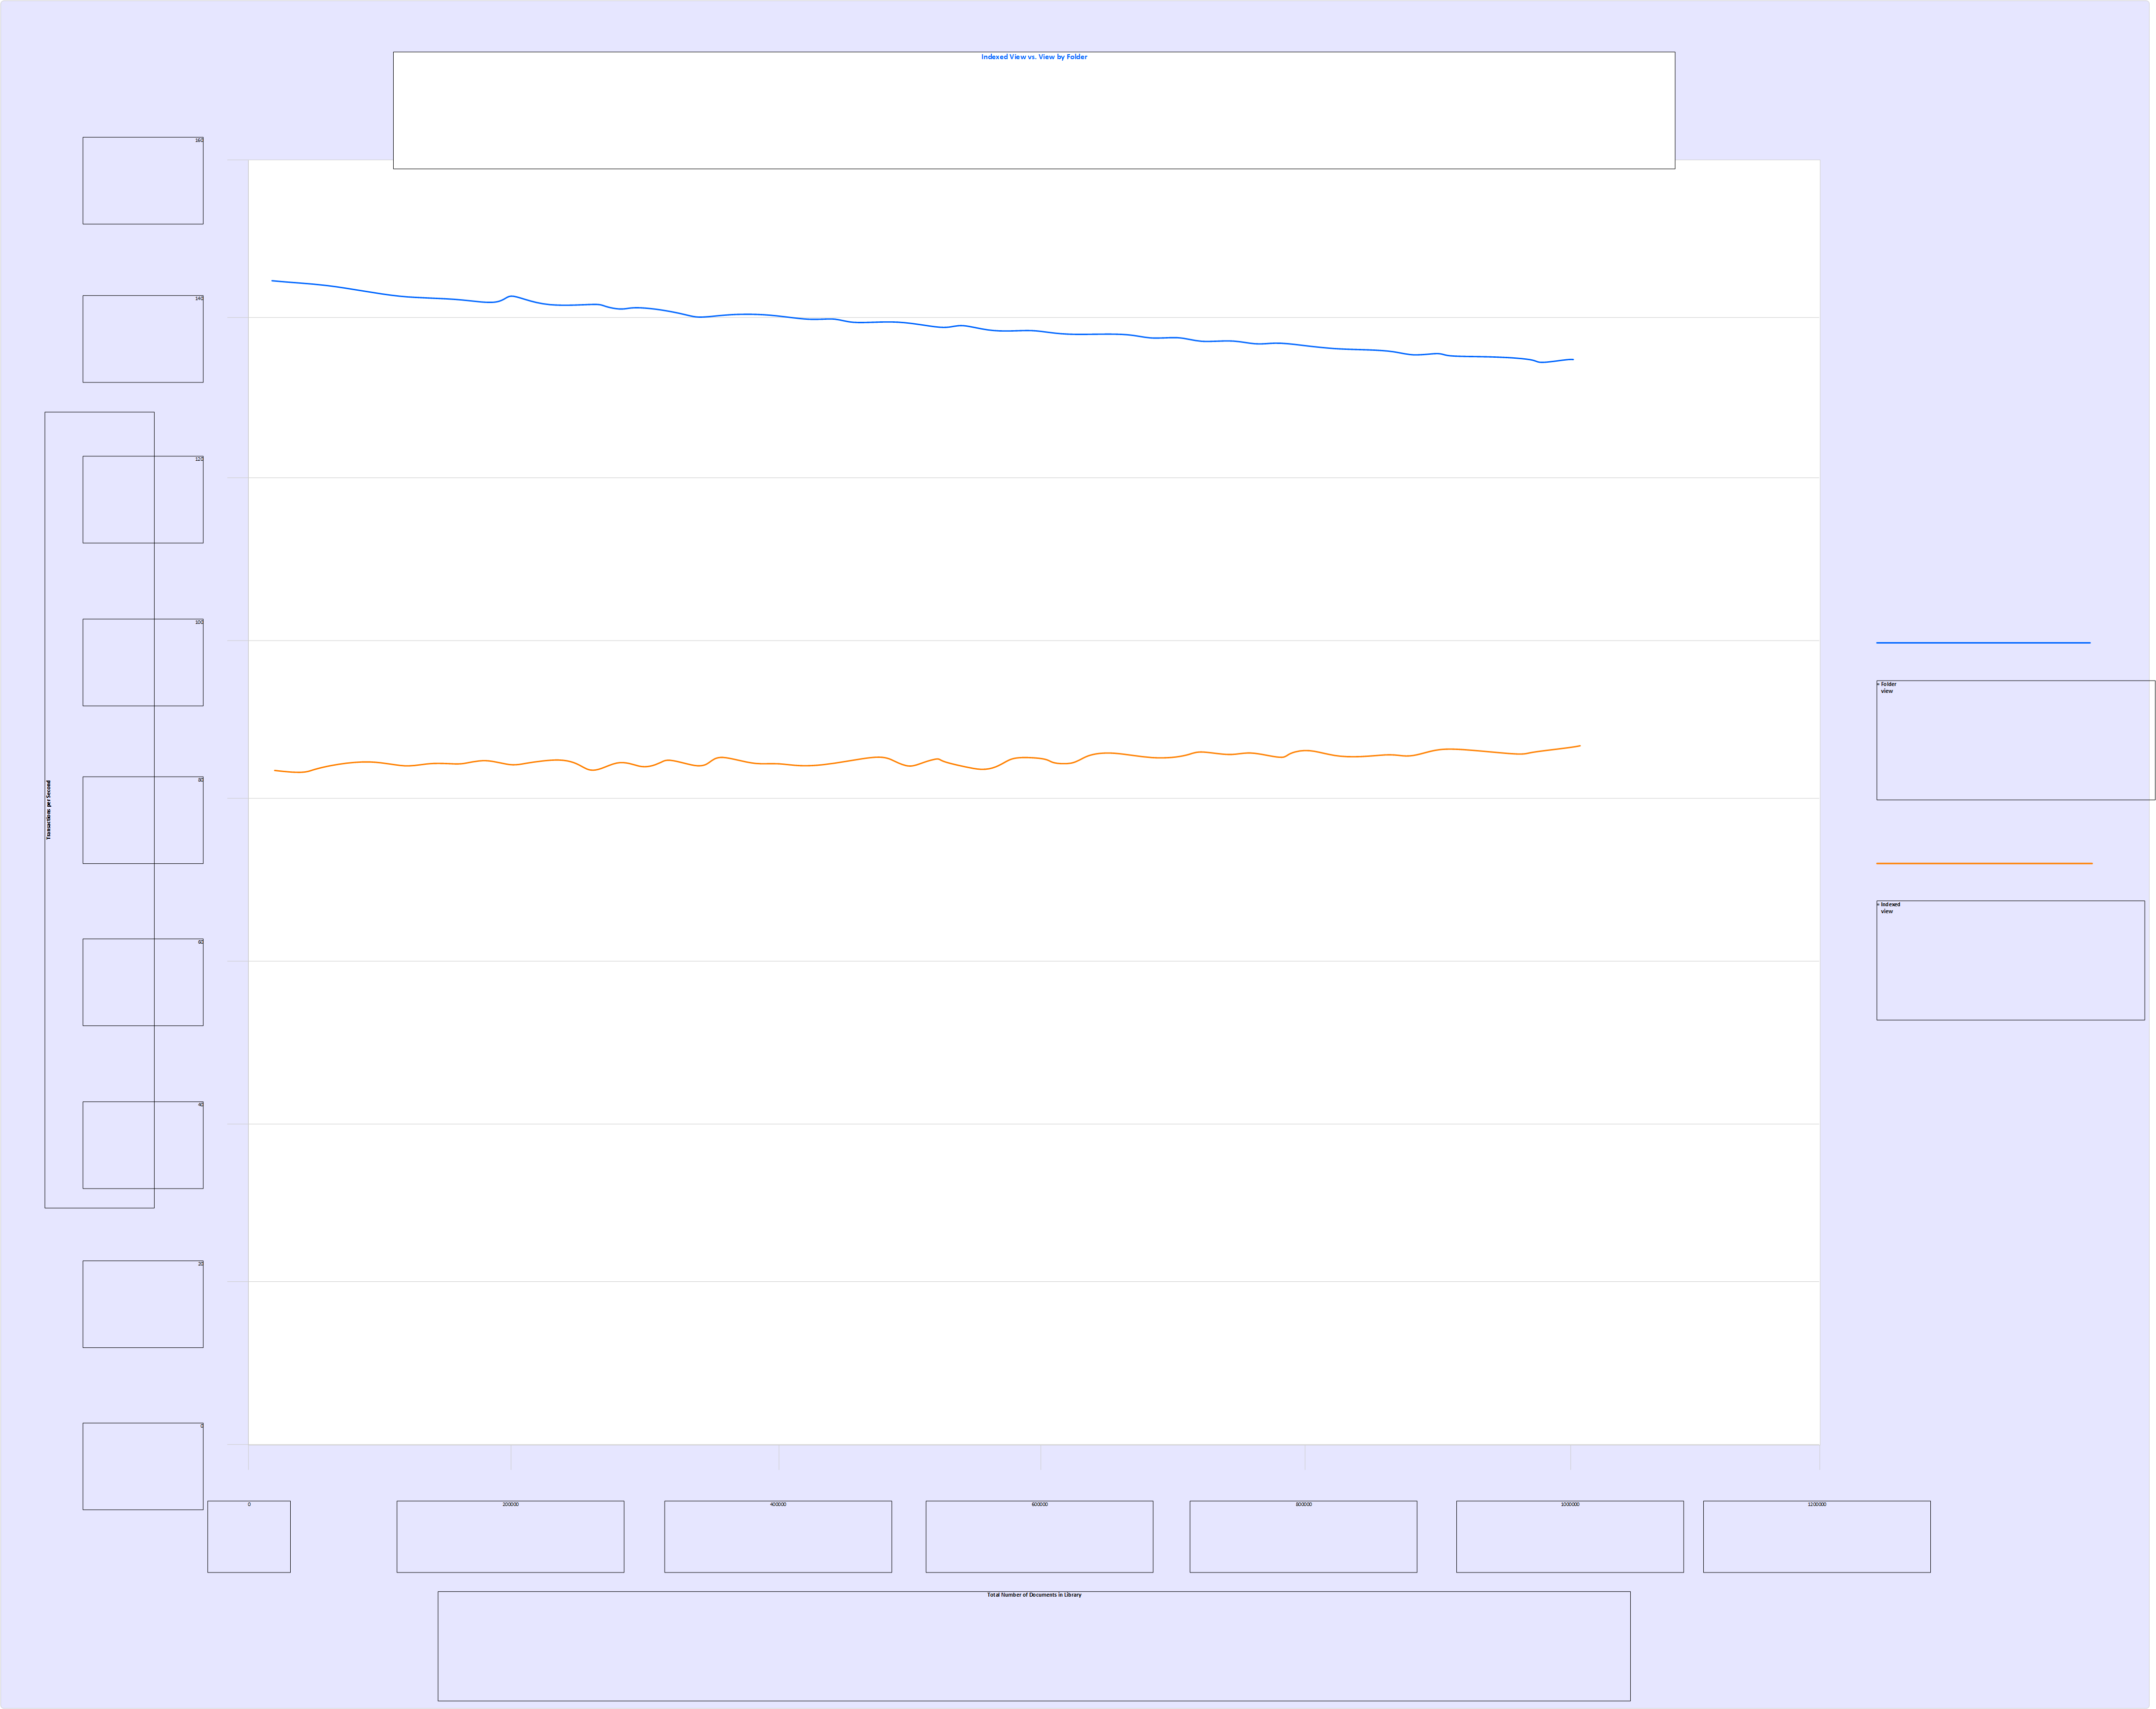 Indexed View vs. View by Folder
160
140
120
100
80
60
40
20
0
Transactions per Second
0
200000
400000
600000
800000
1000000
1200000
Total Number of Documents in Library
» Folder
view
» Indexed
view